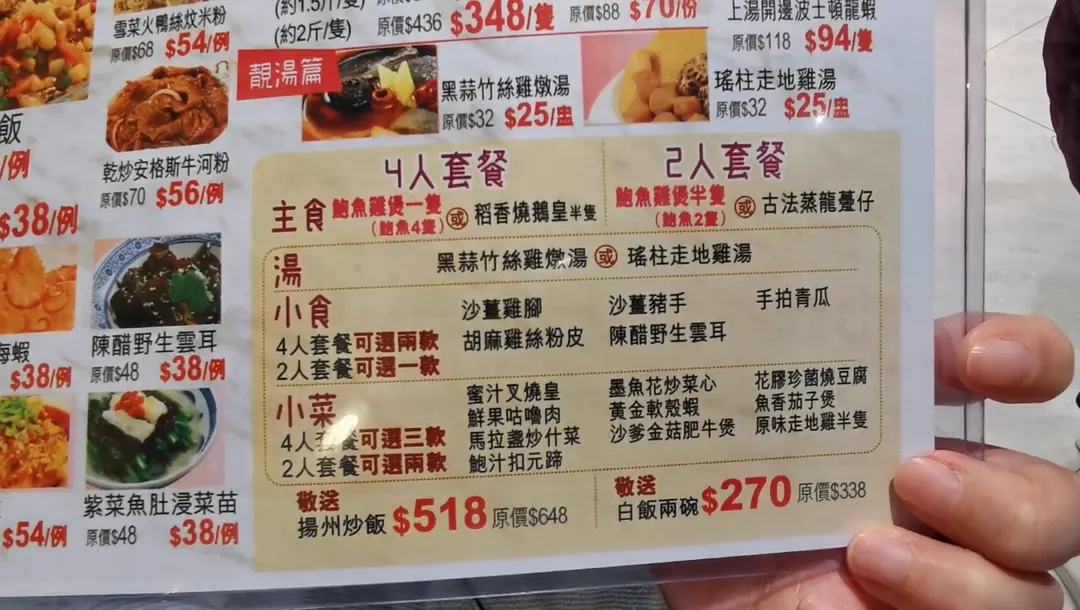 雪菜火鴨絲炆米粉
原價$68 $54/例
(約1.5斤/隻)
(約2斤/隻)
原價$436 $348/隻
原價$88 $70/份
上湯開邊波士頓龍蝦
原價$118 $94/隻
靚湯篇
黑蒜竹絲雞燉湯
原價$32 $25/盅
瑤柱走地雞湯
原價$32 $25/盅
飯
/例
乾炒安格斯牛河粉
原價$70 $56/例
$38/例
海蝦
$38/例
陳醋野生雲耳
原價$48 $38/例
$54/例
紫菜魚肚浸菜苗
原價$48 $38/例
4人套餐
2人套餐
主食 鮑魚雞煲一隻 (鮑魚4隻) 或 稻香燒鵝皇半隻
鮑魚雞煲半隻 (鮑魚2隻) 或 古法蒸龍躉仔
湯 黑蒜竹絲雞燉湯 或 瑤柱走地雞湯
小食
4人套餐可選兩款
2人套餐可選一款
沙薑雞腳 沙薑豬手 手拍青瓜
胡麻雞絲粉皮 陳醋野生雲耳
小菜
4人套餐可選三款
2人套餐可選兩款
蜜汁叉燒皇 墨魚花炒菜心 花膠珍菌燒豆腐
鮮果咕嚕肉 黃金軟殼蝦 魚香茄子煲
馬拉盞炒什菜 沙爹金菇肥牛煲 原味走地雞半隻
鮑汁扣元蹄
敬送
揚州炒飯 $518 原價$648
敬送
白飯兩碗 $270 原價$338